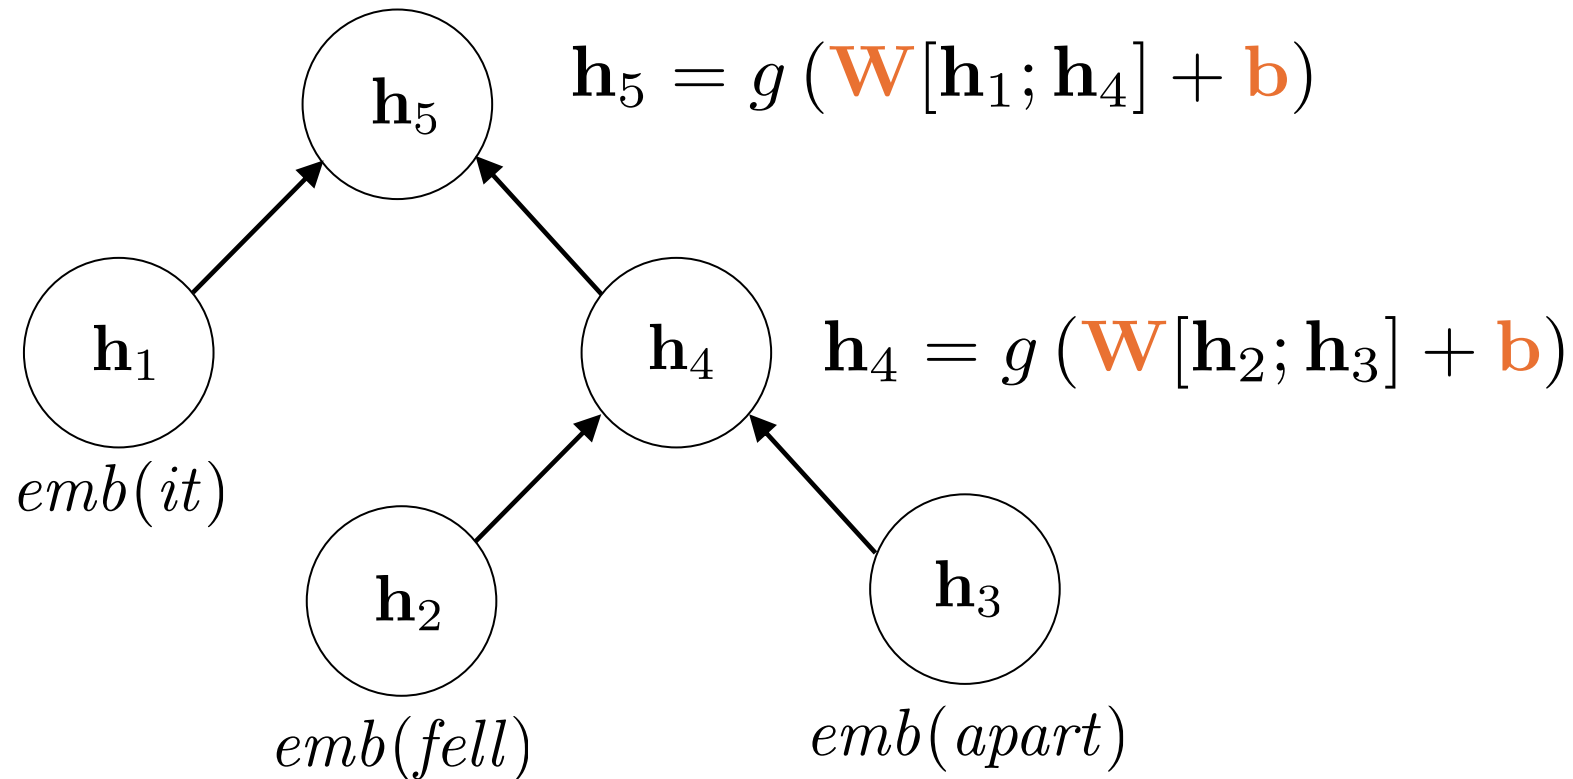 h₅ h₅ = g (W[h₁; h₄] + b)
h₁ h₄ h₄ = g (W[h₂; h₃] + b)
emb(it)
h₂ h₃
emb(fell) emb(apart)